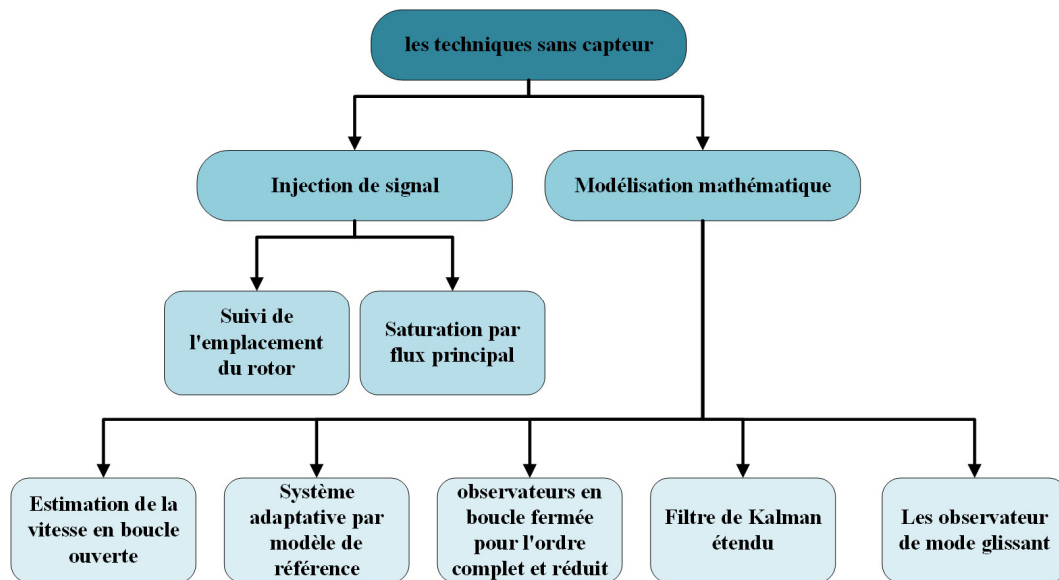 les techniques sans capteur
Injection de signal
Modélisation mathématique
Suivi de
l'emplacement
du rotor
Saturation par
flux principal
Estimation de la
vitesse en boucle
ouverte
Système
adaptative par
modèle de
référence
observateurs en
boucle fermée
pour l'ordre
complet et réduit
Filtre de Kalman
étendu
Les observateur
de mode glissant